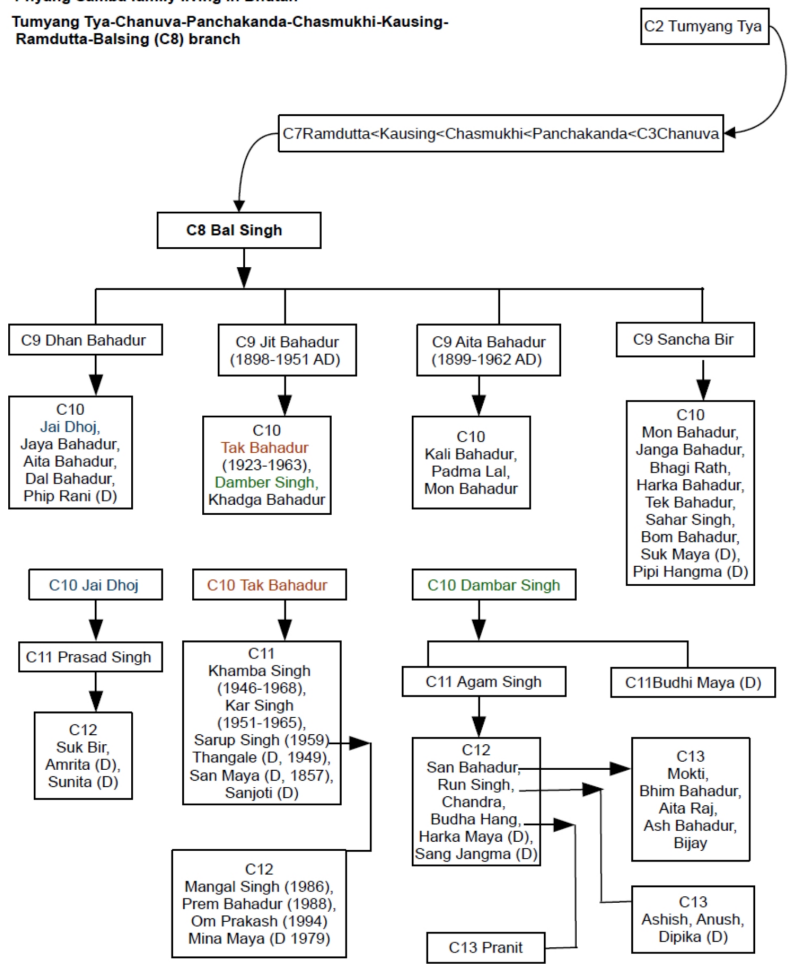 Tumyang Tya-Chanuva-Panchakanda-Chasmukhi-Kausing-
Ramdutta-Balsing (C8) branch
C2 Tumyang Tya
C7Ramdutta<Kausing<Chasmukhi<Panchakanda<C3Chanuva
C8 Bal Singh
C9 Dhan Bahadur
C9 Jit Bahadur
(1898-1951 AD)
C9 Aita Bahadur
(1899-1962 AD)
C9 Sancha Bir
C10
Jai Dhoj,
Jaya Bahadur,
Aita Bahadur,
Dal Bahadur,
Phip Rani (D)
C10
Tak Bahadur
(1923-1963),
Damber Singh,
Khadga Bahadur
C10
Kali Bahadur,
Padma Lal,
Mon Bahadur
C10
Mon Bahadur,
Janga Bahadur,
Bhagi Rath,
Harka Bahadur,
Tek Bahadur,
Sahar Singh,
Bom Bahadur,
Suk Maya (D),
Pipi Hangma (D)
C10 Jai Dhoj
C10 Tak Bahadur
C10 Dambar Singh
C11 Prasad Singh
C11
Khamba Singh
(1946-1968),
Kar Singh
(1951-1965),
Sarup Singh (1959)
Thangale (D, 1949),
San Maya (D, 1857),
Sanjoti (D)
C11 Agam Singh
C11Budhi Maya (D)
C12
Suk Bir,
Amrita (D),
Sunita (D)
C12
San Bahadur,
Run Singh,
Chandra,
Budha Hang,
Harka Maya (D),
Sang Jangma (D)
C13
Mokti,
Bhim Bahadur,
Aita Raj,
Ash Bahadur,
Bijay
C12
Mangal Singh (1986),
Prem Bahadur (1988),
Om Prakash (1994)
Mina Maya (D 1979)
C13 Pranit
C13
Ashish, Anush,
Dipika (D)